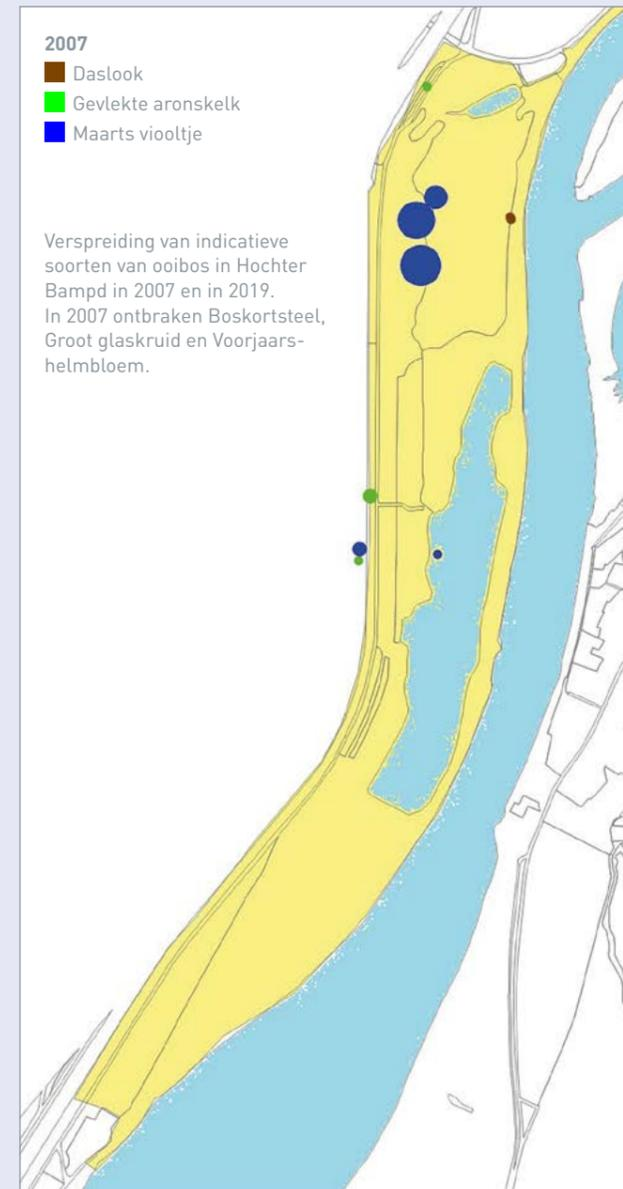 2007
Daslook
Gevlekte aronskelk
Maarts viooltje
Verspreiding van indicatieve
soorten van ooibos in Hochter
Bampd in 2007 en in 2019.
In 2007 ontbraken Boskortsteel,
Groot glaskruid en Voorjaars-
helmbloem.